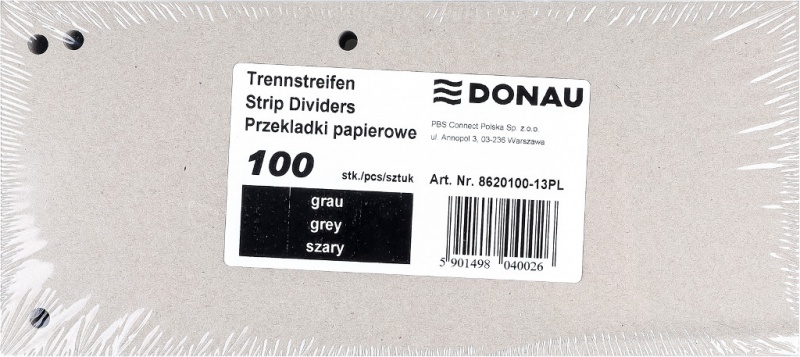 Trennstreifen
Strip Dividers
Przekladki papierowe
100 stk./pcs/sztuk
grau
grey
szary
DONAU
PBS Connect Polska Sp. z.o.o.
ul. Annopol 3, 03-236 Warszawa
Art. Nr. 8620100-13PL
5 901498 040026